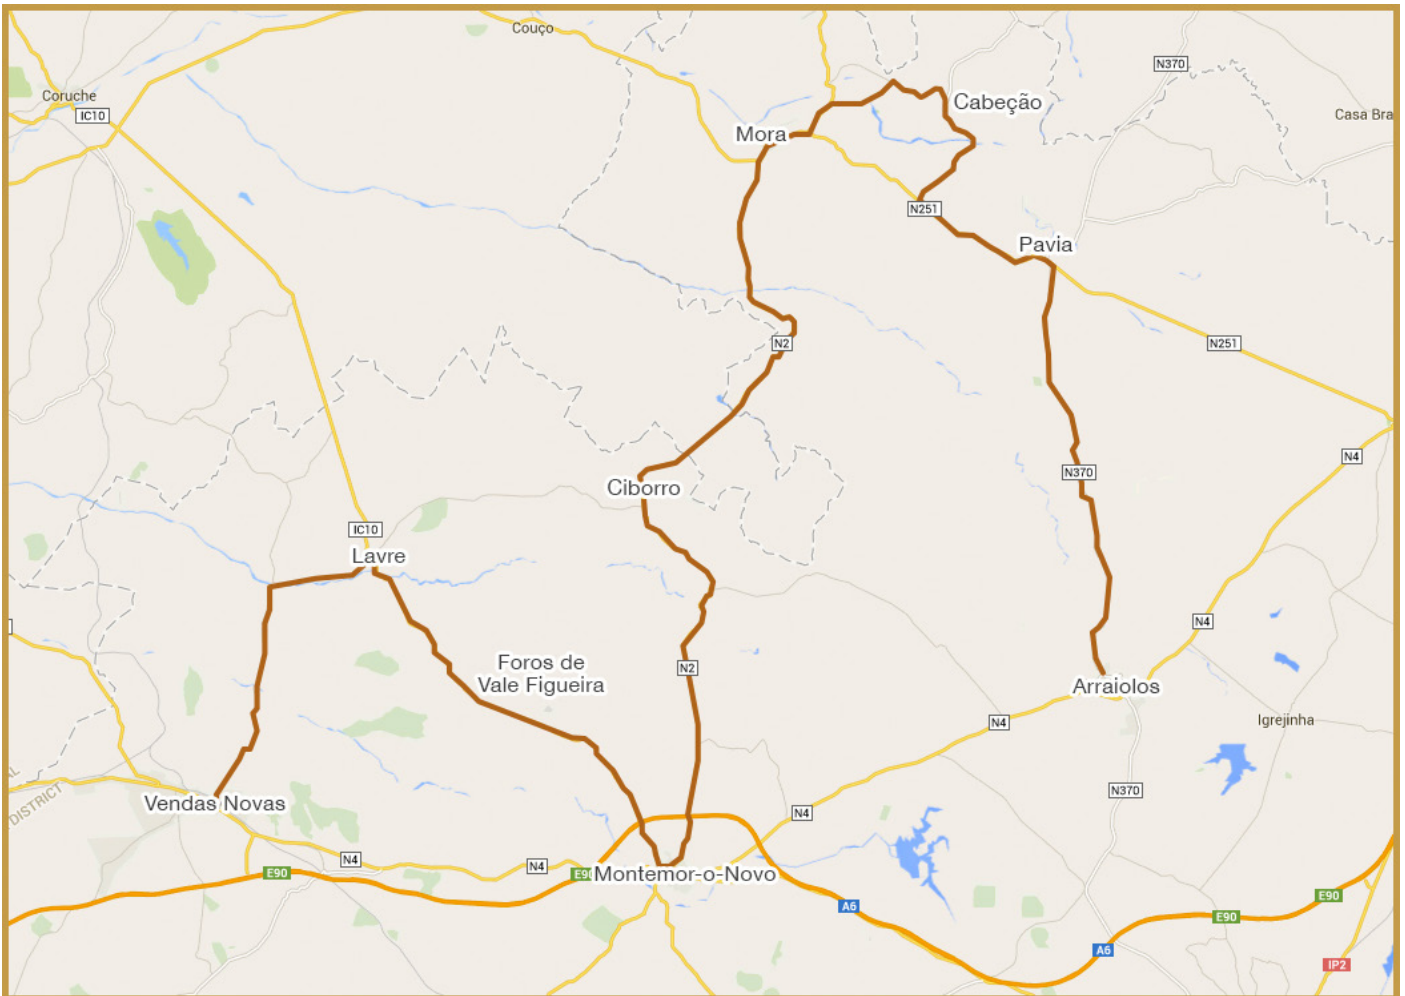 Couço
N370
Coruche
IC10
Cabeção
Casa Bra
Mora
N251
Pavia
N2
N251
N4
N370
Ciborro
IC10
Lavre
N4
Foros de
Vale Figueira
N2
Arraiolos
N4
Igrejinha
N370
Vendas Novas
DISTRICT
N4
N4
N4
E90
E90
Montemor-o-Novo
E90
A6
E90
A6
IP2